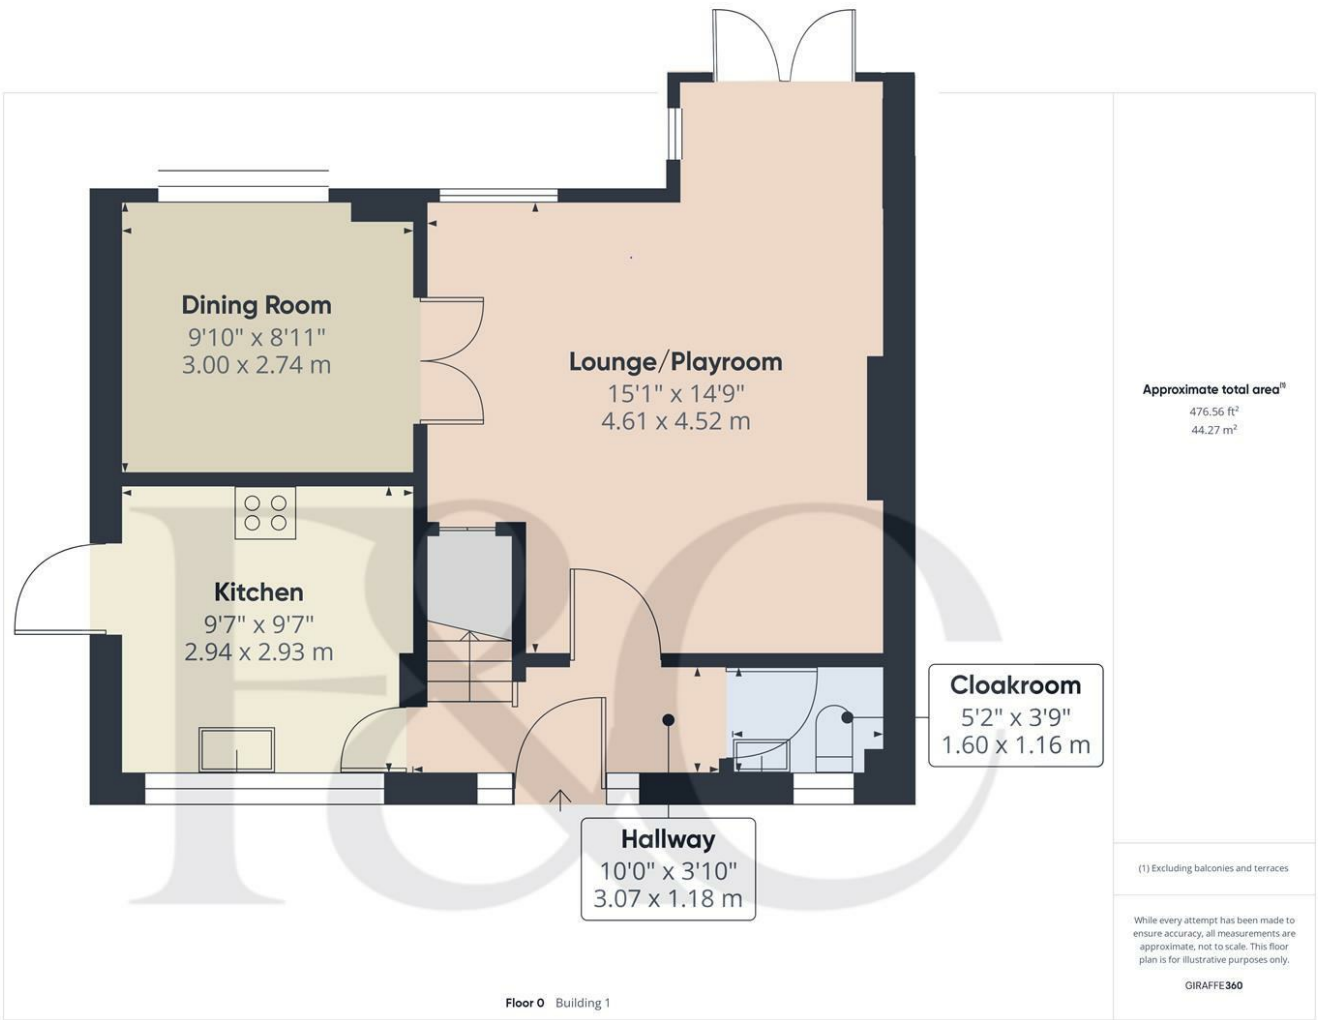 Dining Room
9'10" x 8'11"
3.00 x 2.74 m
Lounge/Playroom
15'1" x 14'9"
4.61 x 4.52 m
Kitchen
9'7" x 9'7"
2.94 x 2.93 m
Cloakroom
5'2" x 3'9"
1.60 x 1.16 m
Hallway
10'0" x 3'10"
3.07 x 1.18 m
F&C
Floor 0 Building 1
Approximate total area⁽¹⁾
476.56 ft²
44.27 m²
(1) Excluding balconies and terraces
While every attempt has been made to
ensure accuracy, all measurements are
approximate, not to scale. This floor
plan is for illustrative purposes only.
GIRAFFE360